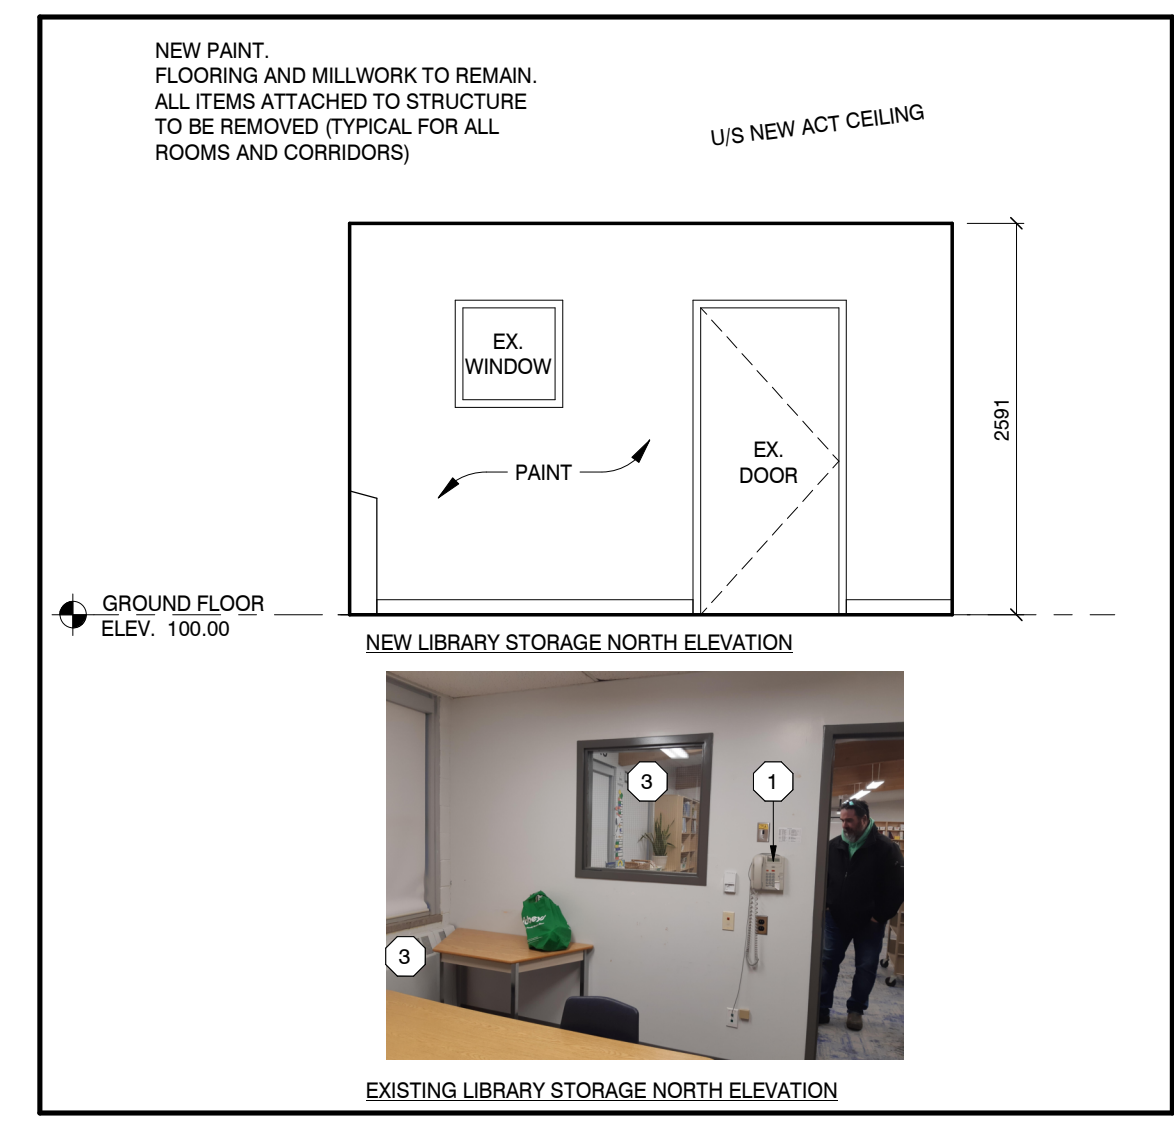 NEW PAINT.
FLOORING AND MILLWORK TO REMAIN.
ALL ITEMS ATTACHED TO STRUCTURE
TO BE REMOVED (TYPICAL FOR ALL
ROOMS AND CORRIDORS)
U/S NEW ACT CEILING
EX.
WINDOW
PAINT
EX.
DOOR
2591
GROUND FLOOR
ELEV. 100.00
NEW LIBRARY STORAGE NORTH ELEVATION
3
1
3
EXISTING LIBRARY STORAGE NORTH ELEVATION